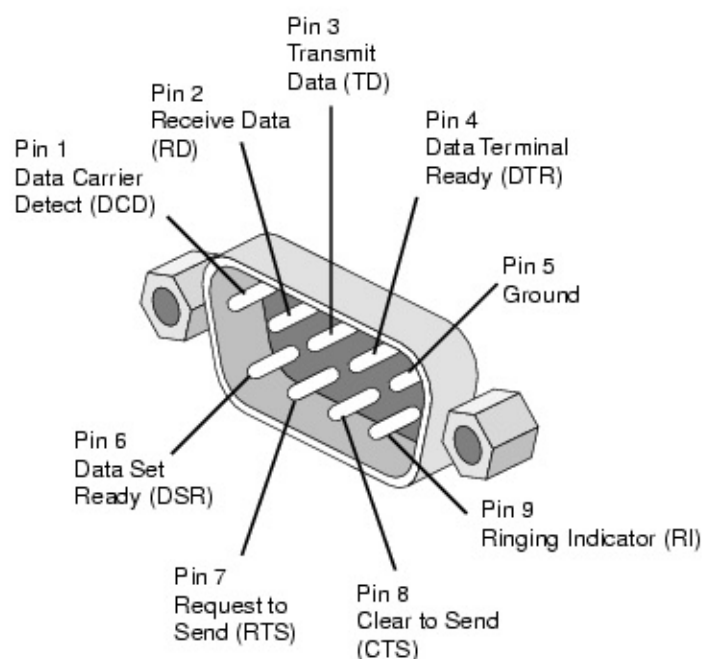 Pin 3
Transmit
Data (TD)
Pin 2
Receive Data
(RD)
Pin 4
Data Terminal
Ready (DTR)
Pin 1
Data Carrier
Detect (DCD)
Pin 5
Ground
Pin 6
Data Set
Ready (DSR)
Pin 9
Ringing Indicator (RI)
Pin 7
Request to
Send (RTS)
Pin 8
Clear to Send
(CTS)